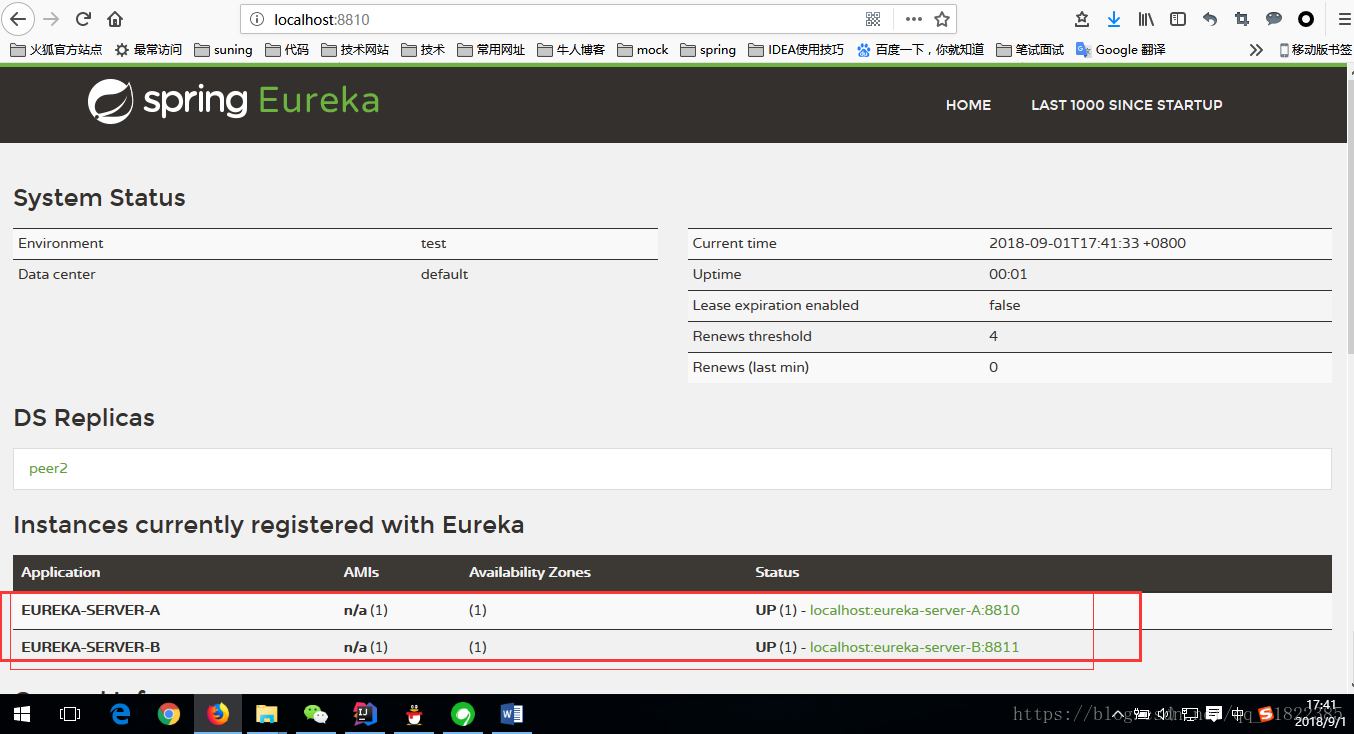 localhost:8810
火狐官方站点 最常访问 suning 代码 技术网站 技术 常用网址 牛人博客 mock spring IDEA使用技巧 百度一下，你就知道 笔试面试 Google 翻译 移动版书签
spring Eureka
HOME LAST 1000 SINCE STARTUP
System Status
Environment test
Data center default
Current time 2018-09-01T17:41:33 +0800
Uptime 00:01
Lease expiration enabled false
Renews threshold 4
Renews (last min) 0
DS Replicas
peer2
Instances currently registered with Eureka
Application AMIs Availability Zones Status
EUREKA-SERVER-A n/a (1) (1) UP (1) - localhost:eureka-server-A:8810
EUREKA-SERVER-B n/a (1) (1) UP (1) - localhost:eureka-server-B:8811
中
17:41
2018/9/1